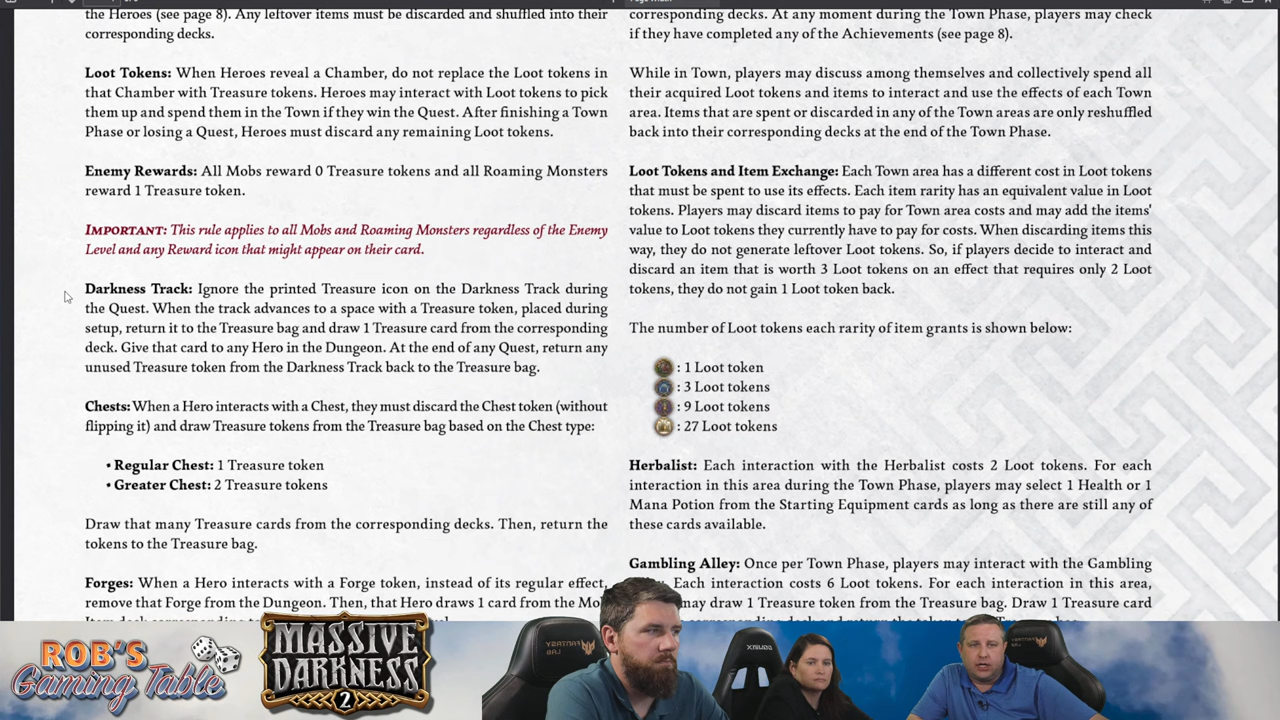 the Heroes (see page 8). Any leftover items must be discarded and shuffled into their
corresponding decks.
Loot Tokens: When Heroes reveal a Chamber, do not replace the Loot tokens in
that Chamber with Treasure tokens. Heroes may interact with Loot tokens to pick
them up and spend them in the Town if they win the Quest. After finishing a Town
Phase or losing a Quest, Heroes must discard any remaining Loot tokens.
Enemy Rewards: All Mobs reward 0 Treasure tokens and all Roaming Monsters
reward 1 Treasure token.
IMPORTANT: This rule applies to all Mobs and Roaming Monsters regardless of the Enemy
Level and any Reward icon that might appear on their card.
Darkness Track: Ignore the printed Treasure icon on the Darkness Track during
the Quest. When the track advances to a space with a Treasure token, placed during
setup, return it to the Treasure bag and draw 1 Treasure card from the corresponding
deck. Give that card to any Hero in the Dungeon. At the end of any Quest, return any
unused Treasure token from the Darkness Track back to the Treasure bag.
Chests: When a Hero interacts with a Chest, they must discard the Chest token (without
flipping it) and draw Treasure tokens from the Treasure bag based on the Chest type:
• Regular Chest: 1 Treasure token
• Greater Chest: 2 Treasure tokens
Draw that many Treasure cards from the corresponding decks. Then, return the
tokens to the Treasure bag.
Forges: When a Hero interacts with a Forge token, instead of its regular effect,
remove that Forge from the Dungeon. Then, that Hero draws 1 card from the
corresponding decks. At any moment during the Town Phase, players may check
if they have completed any of the Achievements (see page 8).
While in Town, players may discuss among themselves and collectively spend all
their acquired Loot tokens and items to interact and use the effects of each Town
area. Items that are spent or discarded in any of the Town areas are only reshuffled
back into their corresponding decks at the end of the Town Phase.
Loot Tokens and Item Exchange: Each Town area has a different cost in Loot tokens
that must be spent to use its effects. Each item rarity has an equivalent value in Loot
tokens. Players may discard items to pay for Town area costs and may add the items'
value to Loot tokens they currently have to pay for costs. When discarding items this
way, they do not generate leftover Loot tokens. So, if players decide to interact and
discard an item that is worth 3 Loot tokens on an effect that requires only 2 Loot
tokens, they do not gain 1 Loot token back.
The number of Loot tokens each rarity of item grants is shown below:
: 1 Loot token
: 3 Loot tokens
: 9 Loot tokens
: 27 Loot tokens
Herbalist: Each interaction with the Herbalist costs 2 Loot tokens. For each
interaction in this area during the Town Phase, players may select 1 Health or 1
Mana Potion from the Starting Equipment cards as long as there are still any of
these cards available.
Gambling Alley: Once per Town Phase, players may interact with the Gambling
Each interaction costs 6 Loot tokens. For each interaction in this area,
may draw 1 Treasure token from the Treasure bag. Draw 1 Treasure card
ROB'S
Gaming Table
MASSIVE
DARKNESS
2